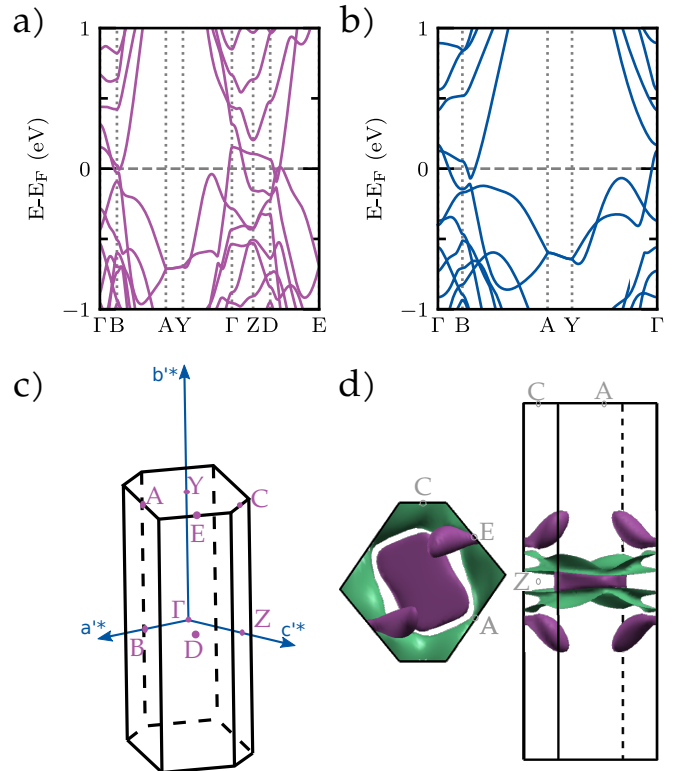 a)
b)
1
0
−1
E-E_F (eV)
Γ B A Y Γ Z D E
1
0
−1
E-E_F (eV)
Γ B A Y Γ
c)
d)
b'*
Y
A
C
E
Γ
Z
a'*
B
D
c'*
C
E
A
C
A
Z